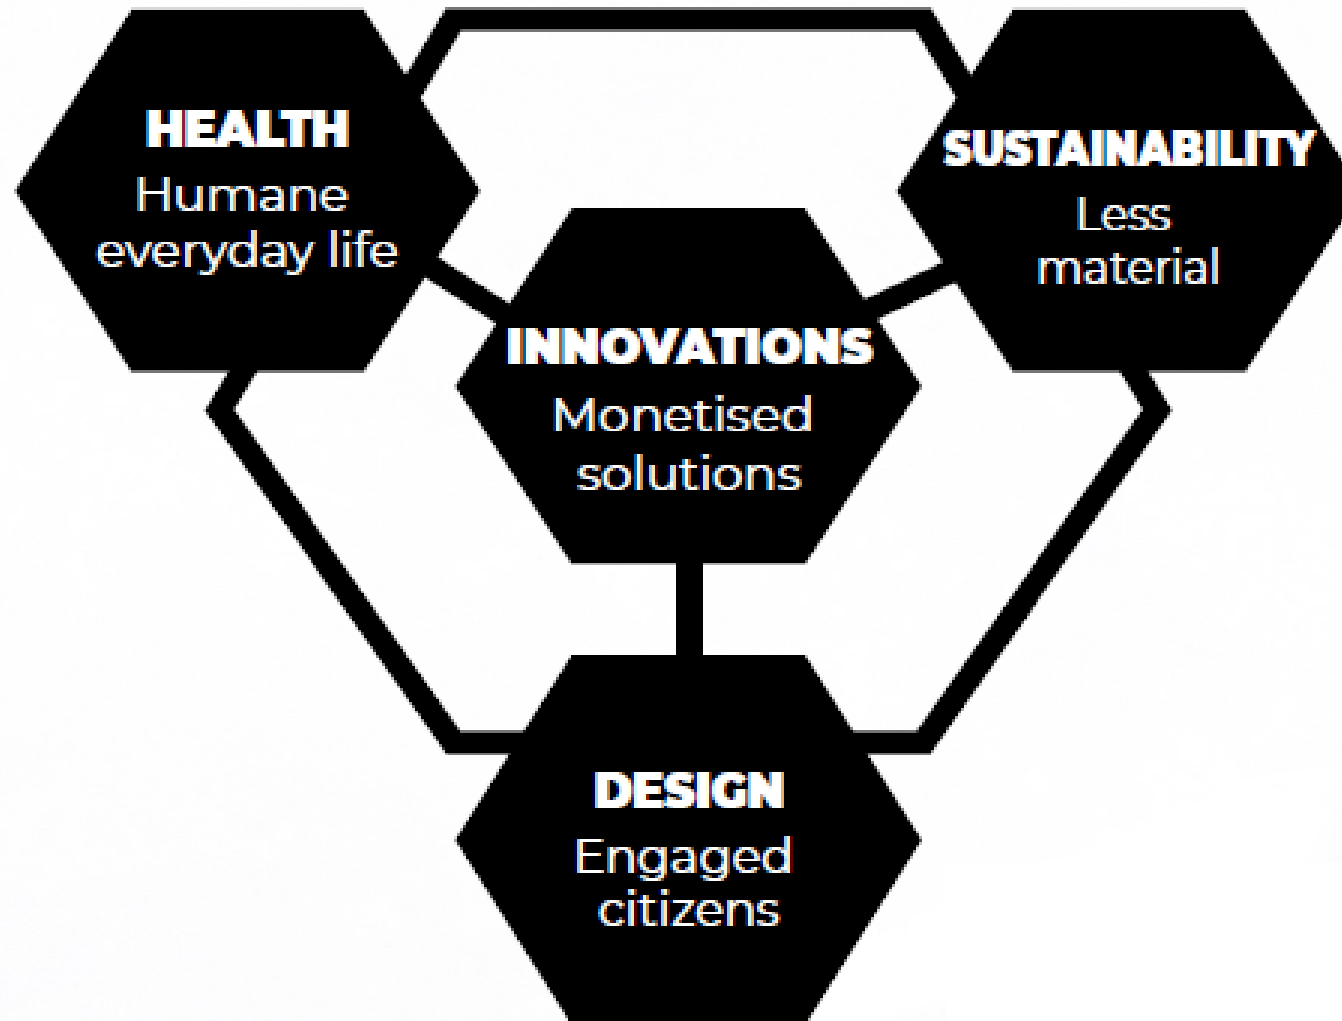 HEALTH
Humane
everyday life
SUSTAINABILITY
Less
material
INNOVATIONS
Monetised
solutions
DESIGN
Engaged
citizens